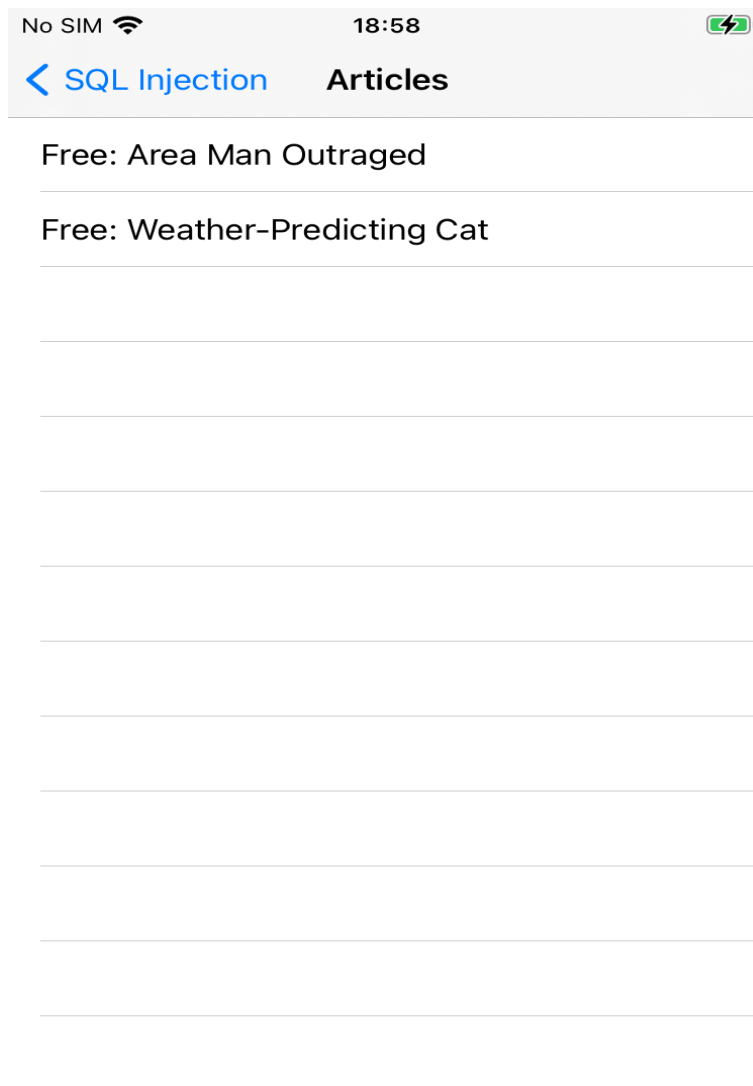 No SIM 18:58
SQL Injection Articles
Free: Area Man Outraged
Free: Weather-Predicting Cat